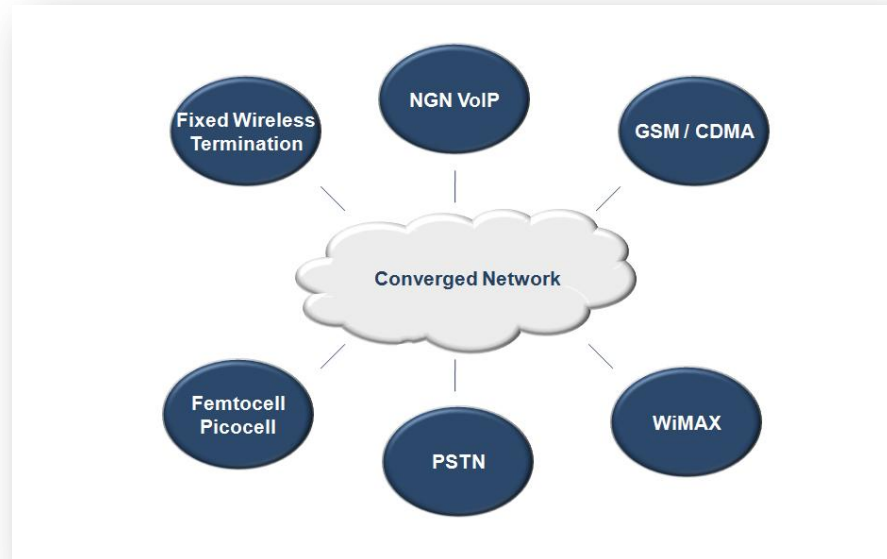 NGN VoIP
Fixed Wireless
Termination
GSM / CDMA
Converged Network
Femtocell
Picocell
WiMAX
PSTN